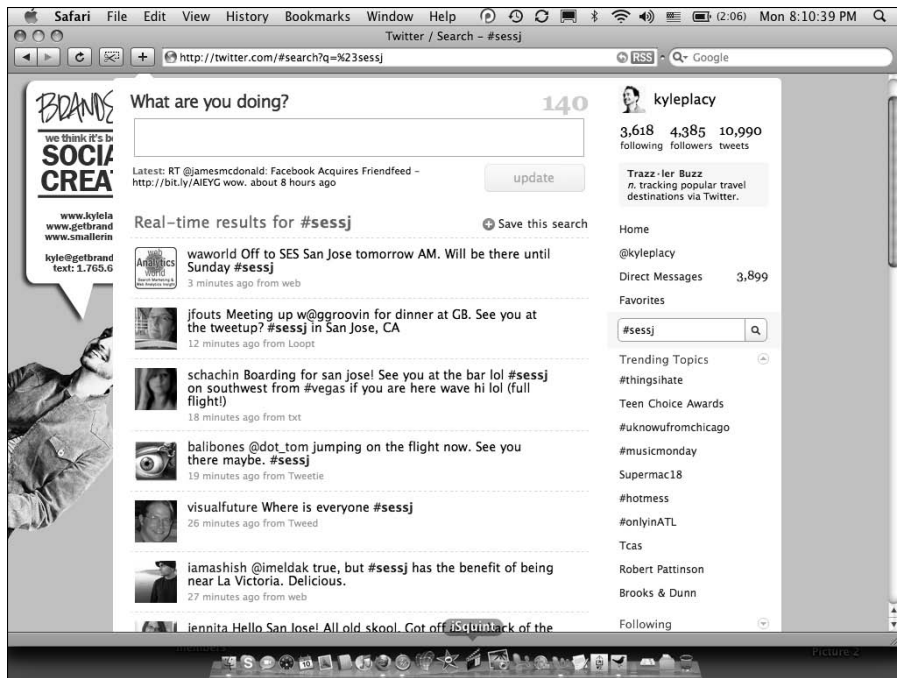 Safari File Edit View History Bookmarks Window Help (2:06) Mon 8:10:39 PM
Twitter / Search – #sessj
http://twitter.com/#search?q=%23sessj
RSS
Google
BRANDS
we think it's be
SOCIA
CREA
www.kylela
www.getbrand
www.smallerin
kyle@getbrand
text: 1.765.6
What are you doing? 140
Latest: RT @jamesmcdonald: Facebook Acquires Friendfeed –
http://bit.ly/AIEYG wow. about 8 hours ago
update
Real-time results for #sessj
Save this search
web
Analytics
world
waworld Off to SES San Jose tomorrow AM. Will be there until
Sunday #sessj
3 minutes ago from web
jfouts Meeting up w@ggroovin for dinner at GB. See you at
the tweetup? #sessj in San Jose, CA
12 minutes ago from Loopt
schachin Boarding for san jose! See you at the bar lol #sessj
on southwest from #vegas if you are here wave hi lol (full
flight!)
18 minutes ago from txt
balibones @dot_tom jumping on the flight now. See you
there maybe. #sessj
19 minutes ago from Tweetie
visualfuture Where is everyone #sessj
26 minutes ago from Tweed
iamashish @imeldak true, but #sessj has the benefit of being
near La Victoria. Delicious.
27 minutes ago from web
jennita Hello San Jose! All old skool. Got off ack of the
iSquint
kyleplacy
3,618 4,385 10,990
following followers tweets
Trazz·ler Buzz
n. tracking popular travel
destinations via Twitter.
Home
@kyleplacy
Direct Messages 3,899
Favorites
#sessj
Trending Topics
#thingsihate
Teen Choice Awards
#uknowufromchicago
#musicmonday
Supermac18
#hotmess
#onlyinATL
Tcas
Robert Pattinson
Brooks & Dunn
Following
members
Picture 2